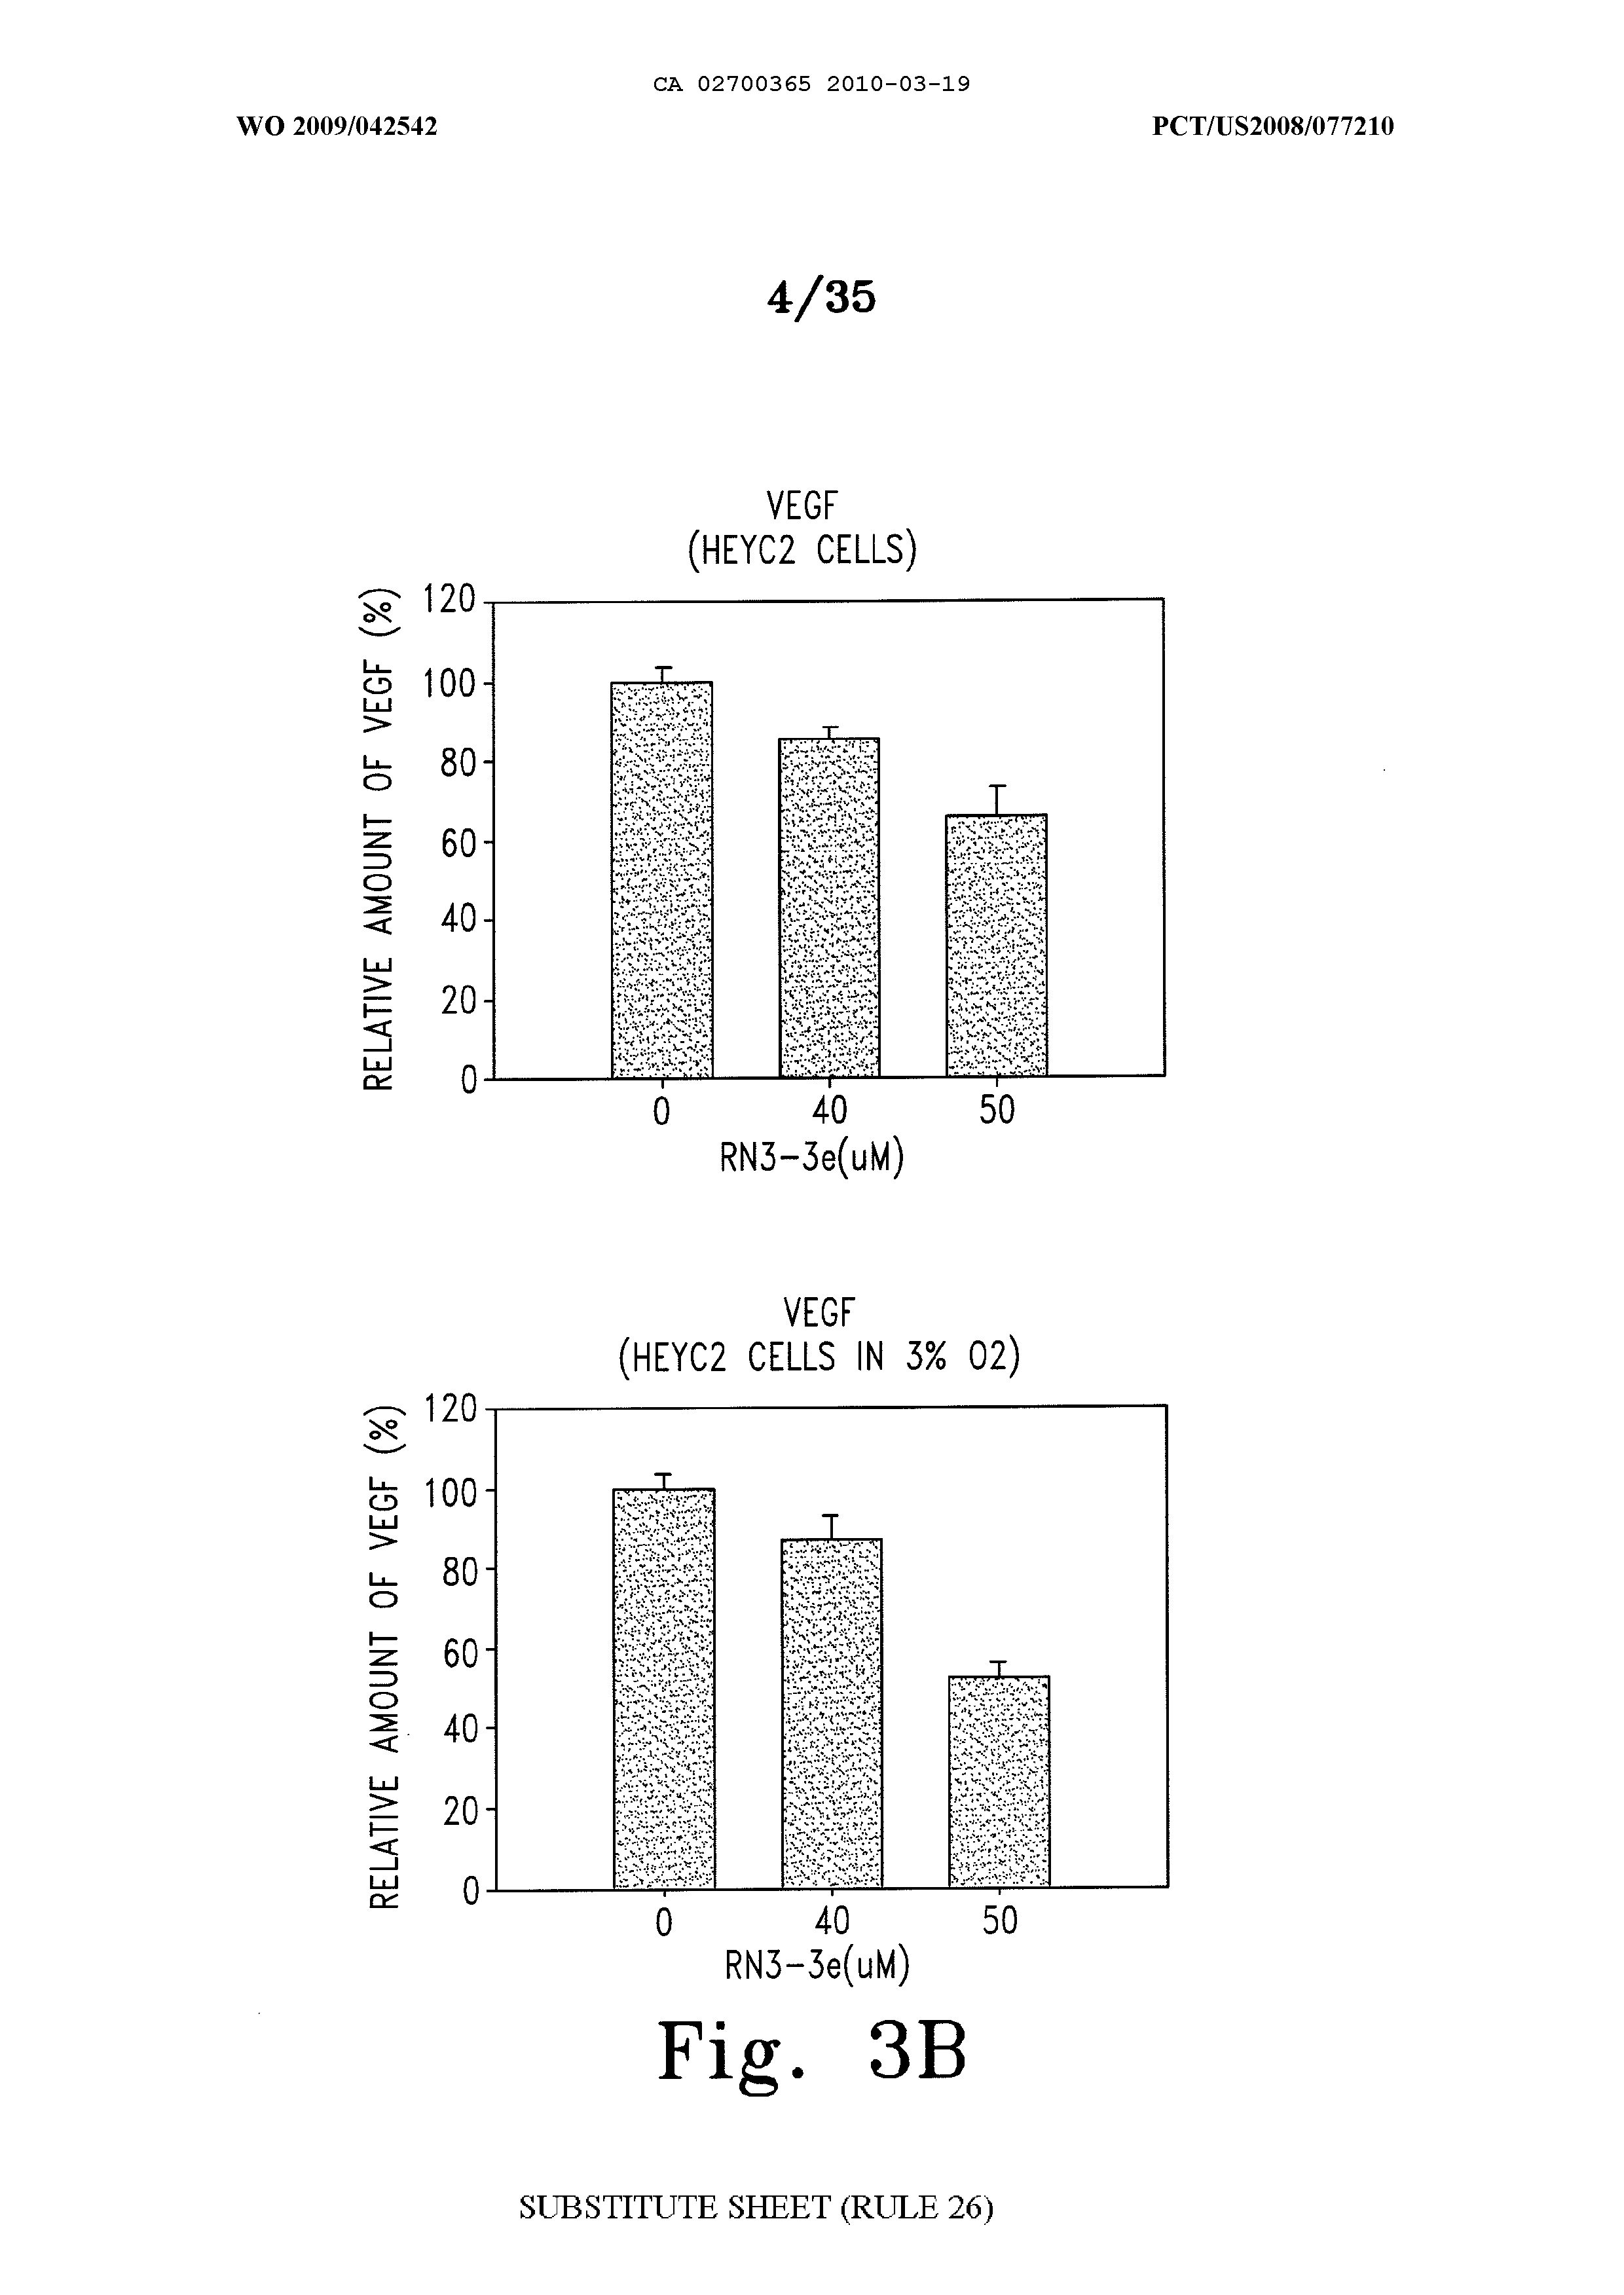 CA 02700365 2010-03-19
WO 2009/042542
PCT/US2008/077210
4/35
VEGF
(HEYC2 CELLS)
RELATIVE AMOUNT OF VEGF (%)
120
100
80
60
40
20
0
0 40 50
RN3-3e(uM)
VEGF
(HEYC2 CELLS IN 3% O2)
RELATIVE AMOUNT OF VEGF (%)
120
100
80
60
40
20
0
0 40 50
RN3-3e(uM)
Fig. 3B
SUBSTITUTE SHEET (RULE 26)